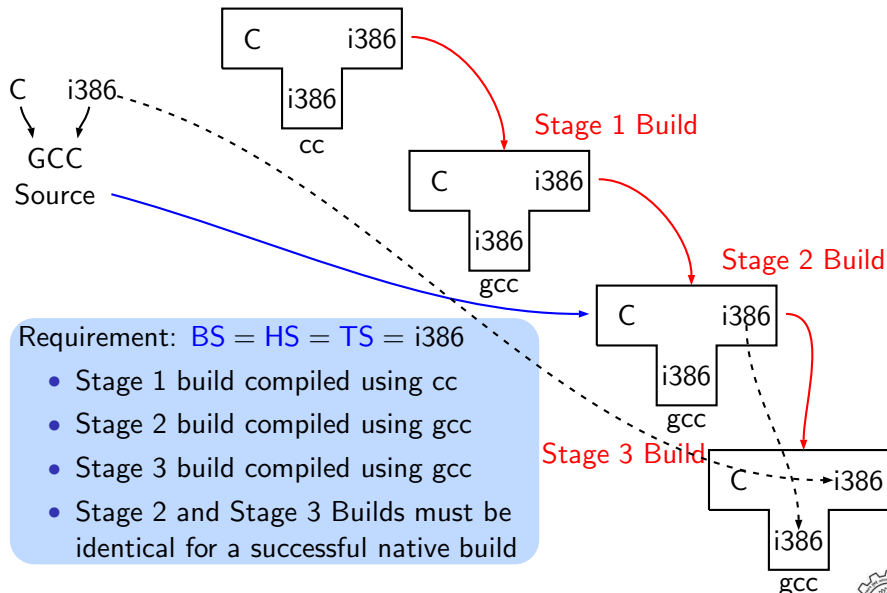 C i386
i386
cc
C i386
GCC
Source
Stage 1 Build
C i386
i386
gcc
Stage 2 Build
C i386
i386
gcc
Requirement: BS = HS = TS = i386
• Stage 1 build compiled using cc
• Stage 2 build compiled using gcc
• Stage 3 build compiled using gcc
• Stage 2 and Stage 3 Builds must be
identical for a successful native build
Stage 3 Build
C i386
i386
gcc